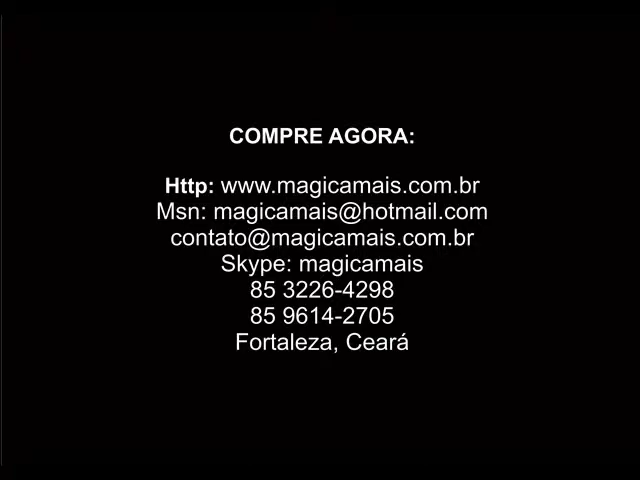 COMPRE AGORA:
Http: www.magicamais.com.br
Msn: magicamais@hotmail.com
contato@magicamais.com.br
Skype: magicamais
85 3226-4298
85 9614-2705
Fortaleza, Ceará